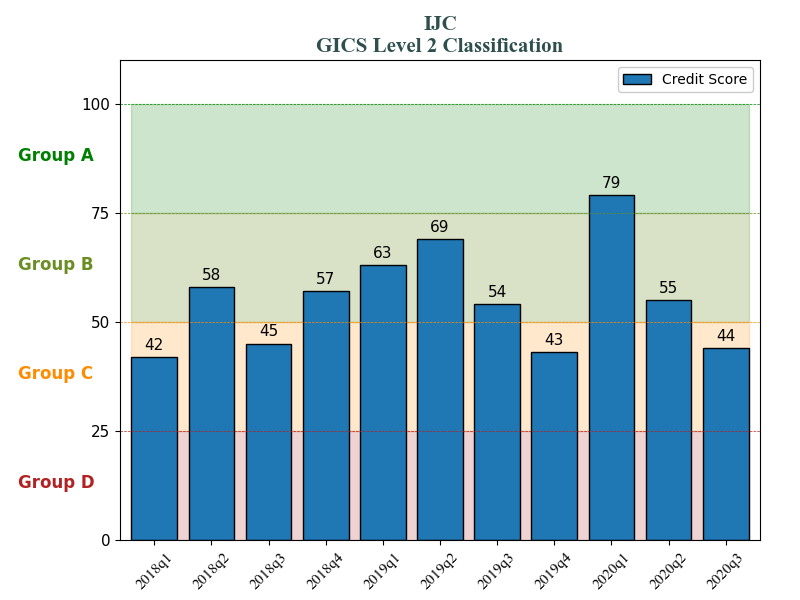 IJC
GICS Level 2 Classification
Credit Score
100
Group A
79
75
69
Group B
63
58
57
55
54
50
45
44
43
42
Group C
25
Group D
0
2018q1 2018q2 2018q3 2018q4 2019q1 2019q2 2019q3 2019q4 2020q1 2020q2 2020q3